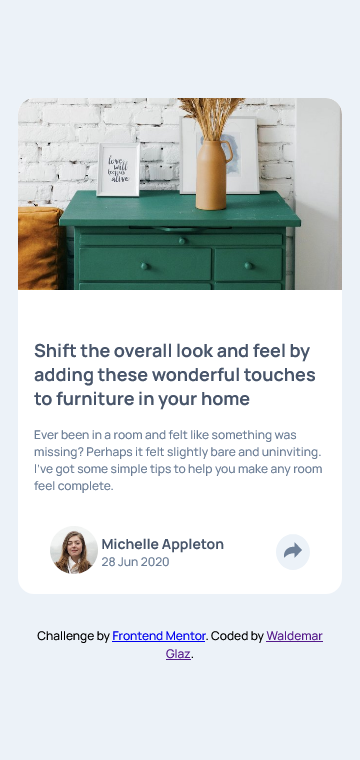 love
will
begin
alive
Shift the overall look and feel by
adding these wonderful touches
to furniture in your home
Ever been in a room and felt like something was
missing? Perhaps it felt slightly bare and uninviting.
I've got some simple tips to help you make any room
feel complete.
Michelle Appleton
28 Jun 2020
Challenge by Frontend Mentor. Coded by Waldemar
Glaz.